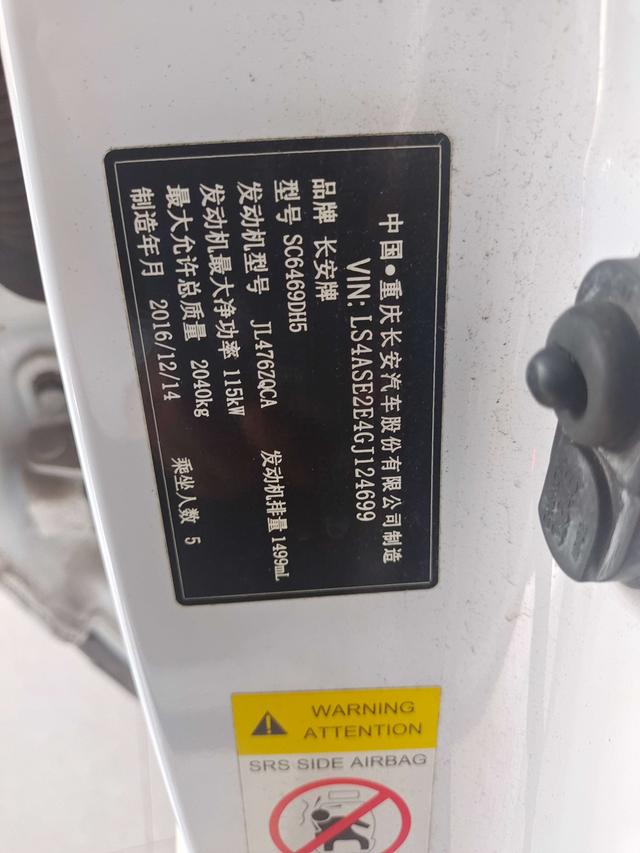 中国●重庆长安汽车股份有限公司制造
VIN: LS4ASE2E4GJ124699
品牌 长安牌
型号 SC6469DH5
发动机型号 JL476ZQCA 发动机排量 1499mL
发动机最大净功率 115kW
最大允许总质量 2040kg 乘坐人数 5
制造年月 2016/12/14
WARNING
ATTENTION
SRS SIDE AIRBAG